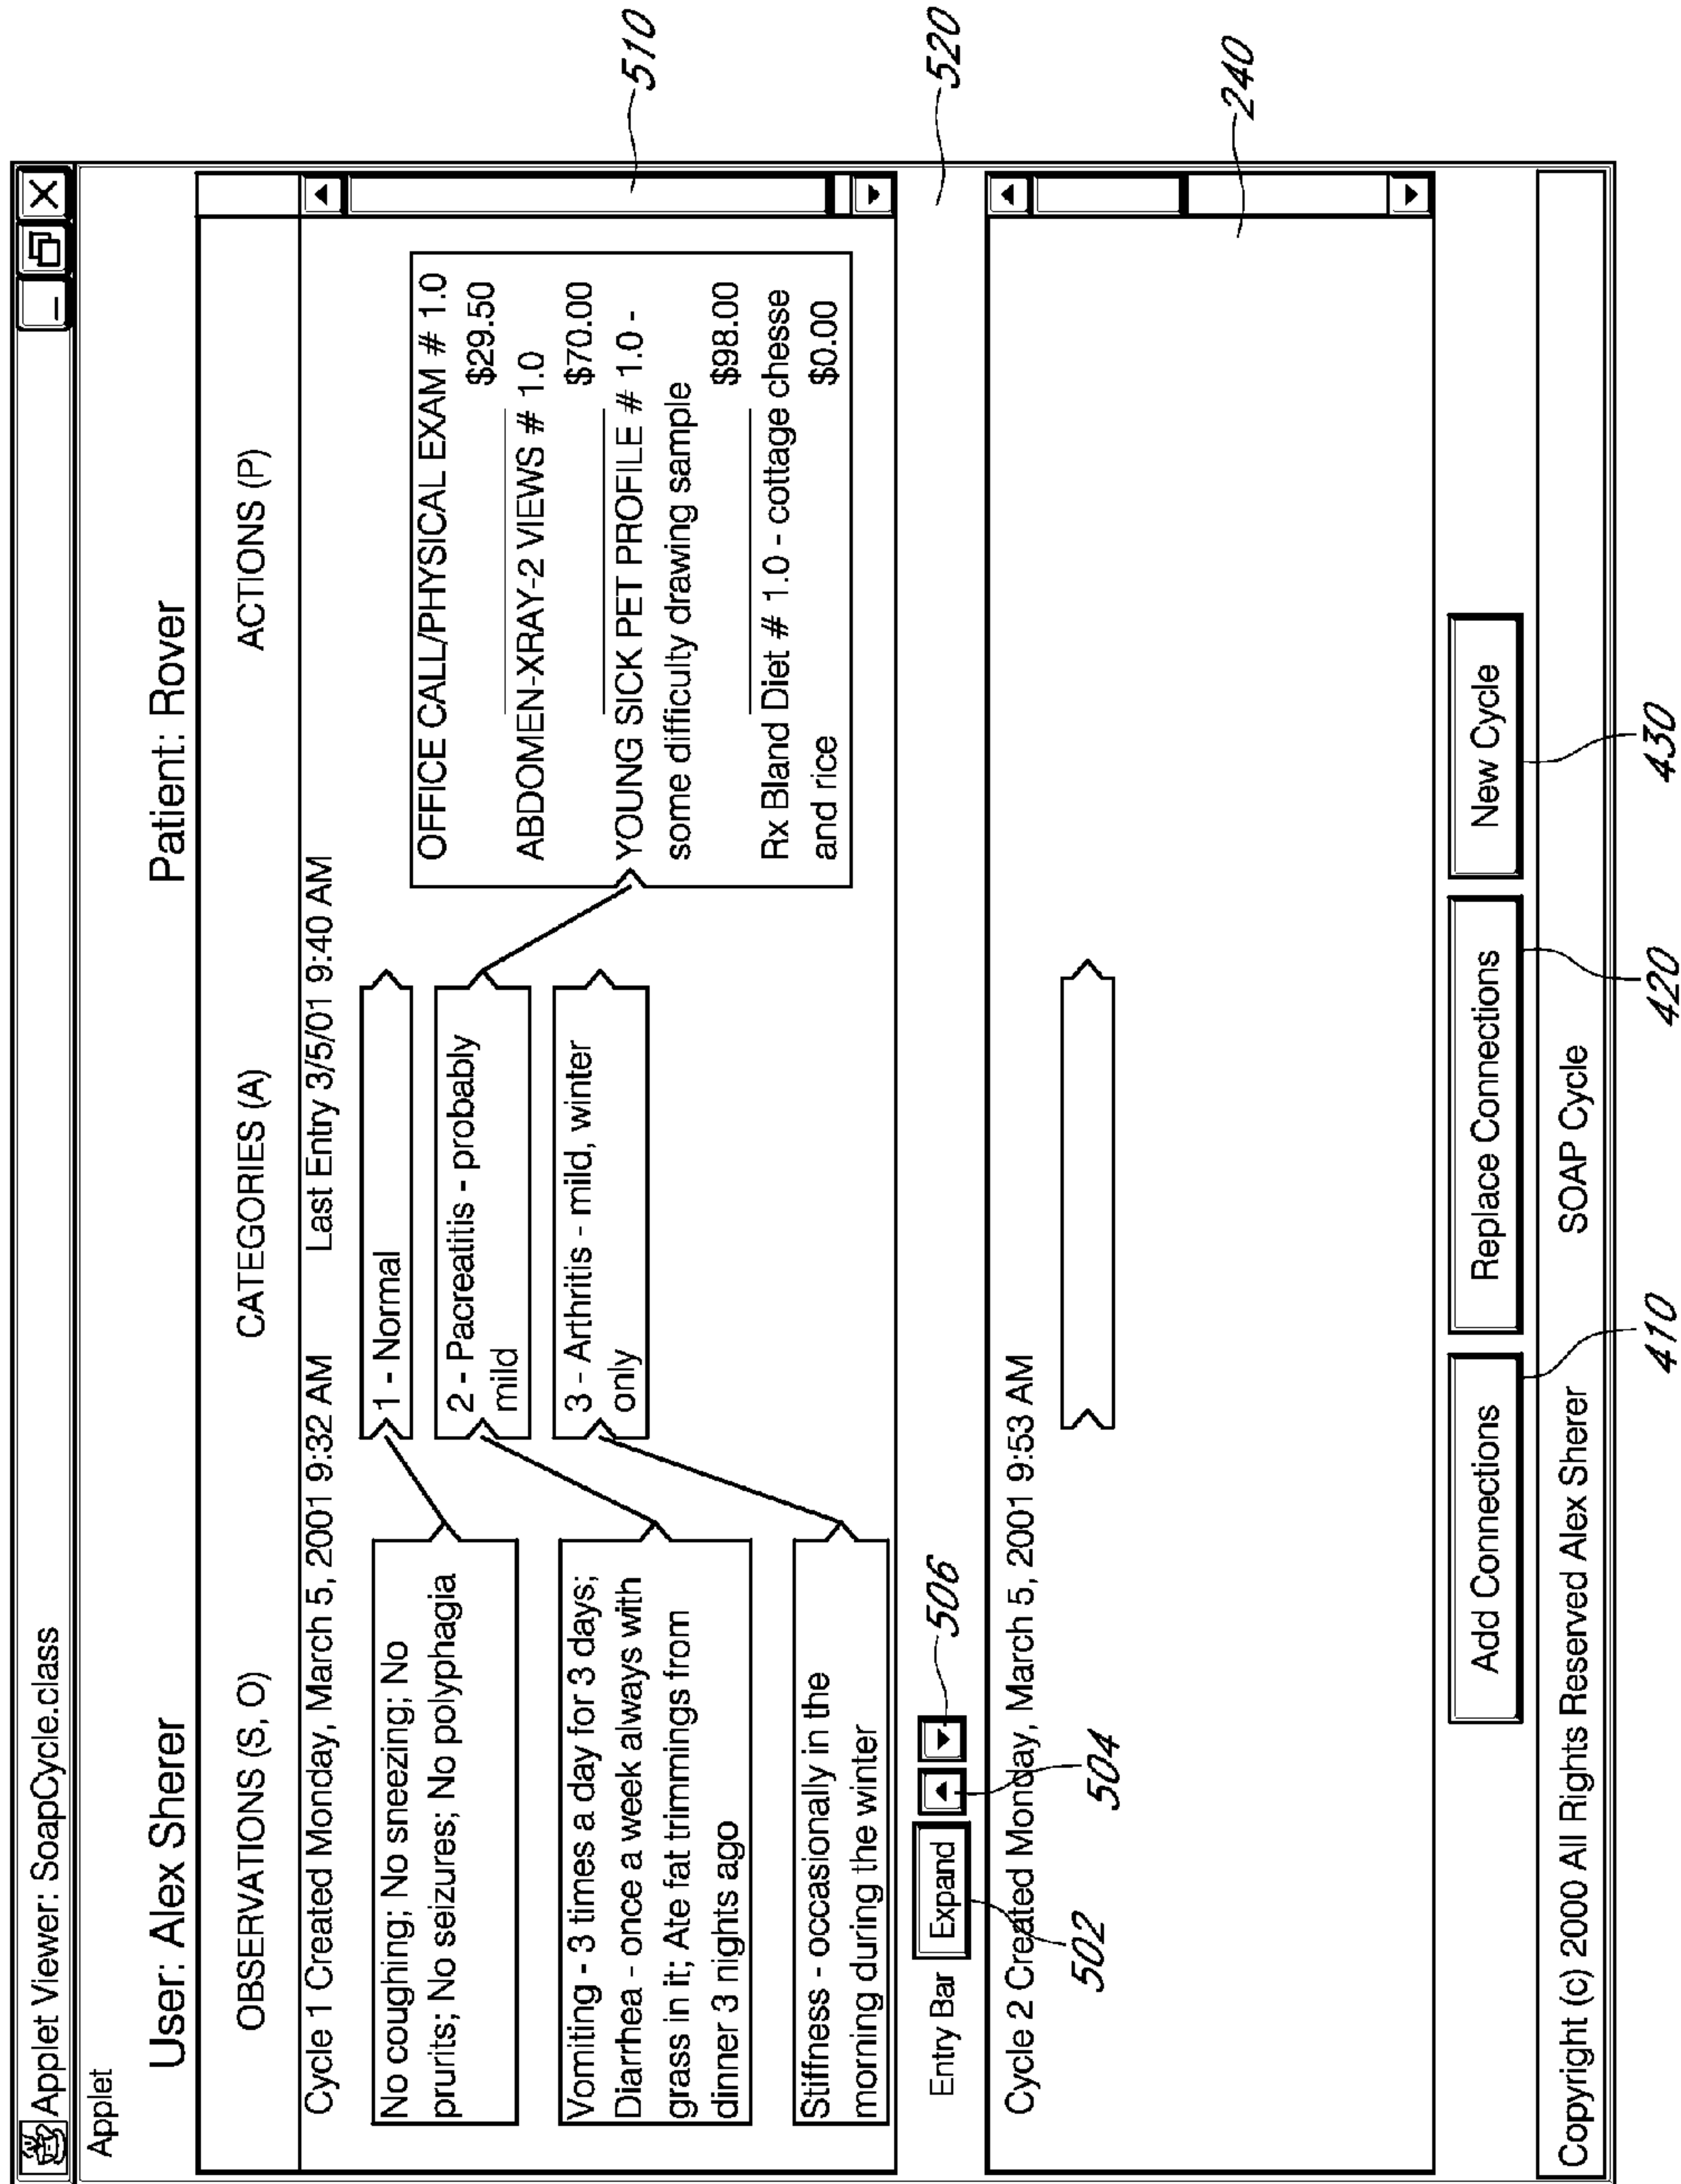 Applet Viewer: SoapCycle.class
Applet
User: Alex Sherer
Patient: Rover
OBSERVATIONS (S, O)
CATEGORIES (A)
ACTIONS (P)
Cycle 1 Created Monday, March 5, 2001 9:32 AM
Last Entry 3/5/01 9:40 AM
No coughing; No sneezing; No
prurits; No seizures; No polyphagia
Vomiting - 3 times a day for 3 days;
Diarrhea - once a week always with
grass in it; Ate fat trimmings from
dinner 3 nights ago
Stiffness - occasionally in the
morning during the winter
1 - Normal
2 - Pacreatitis - probably
mild
3 - Arthritis - mild, winter
only
OFFICE CALL/PHYSICAL EXAM # 1.0
$29.50
ABDOMEN-XRAY-2 VIEWS # 1.0
$70.00
YOUNG SICK PET PROFILE # 1.0 -
some difficulty drawing sample
$98.00
Rx Bland Diet # 1.0 - cottage chesse
and rice
$0.00
510
Entry Bar
Expand
506
520
Cycle 2 Created Monday, March 5, 2001 9:53 AM
502
504
240
Add Connections
Replace Connections
New Cycle
Copyright (c) 2000 All Rights Reserved Alex Sherer
SOAP Cycle
410
420
430